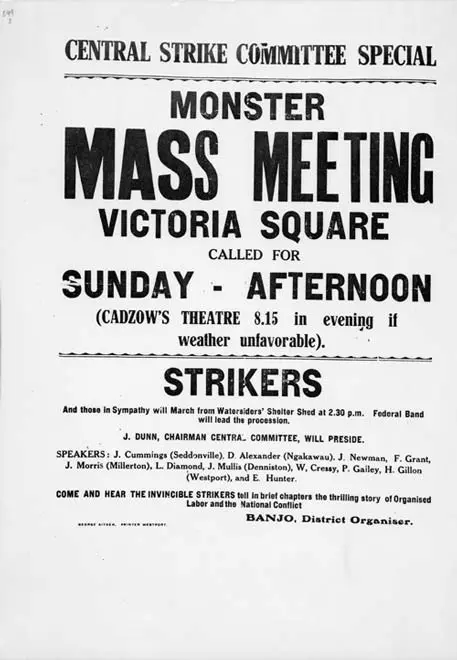 CENTRAL STRIKE COMMITTEE SPECIAL
MONSTER
MASS MEETING
VICTORIA SQUARE
CALLED FOR
SUNDAY - AFTERNOON
(CADZOW'S THEATRE 8.15 in evening if
weather unfavorable).
STRIKERS
And those in Sympathy will March from Watersiders' Shelter Shed at 2.30 p.m. Federal Band
will lead the procession.
J. DUNN, CHAIRMAN CENTRAL COMMITTEE, WILL PRESIDE.
SPEAKERS: J. Cummings (Seddonville), D. Alexander (Ngakawau), J. Newman, F. Grant,
J. Morris (Millerton), L. Diamond, J. Mullis (Denniston), W, Cressy, P. Gailey, H. Gillon
(Westport), and E. Hunter.
COME AND HEAR THE INVINCIBLE STRIKERS tell in brief chapters the thrilling story of Organised
Labor and the National Conflict
BANJO, District Organiser.
GEORGE AITKEN, PRINTER WESTPORT.